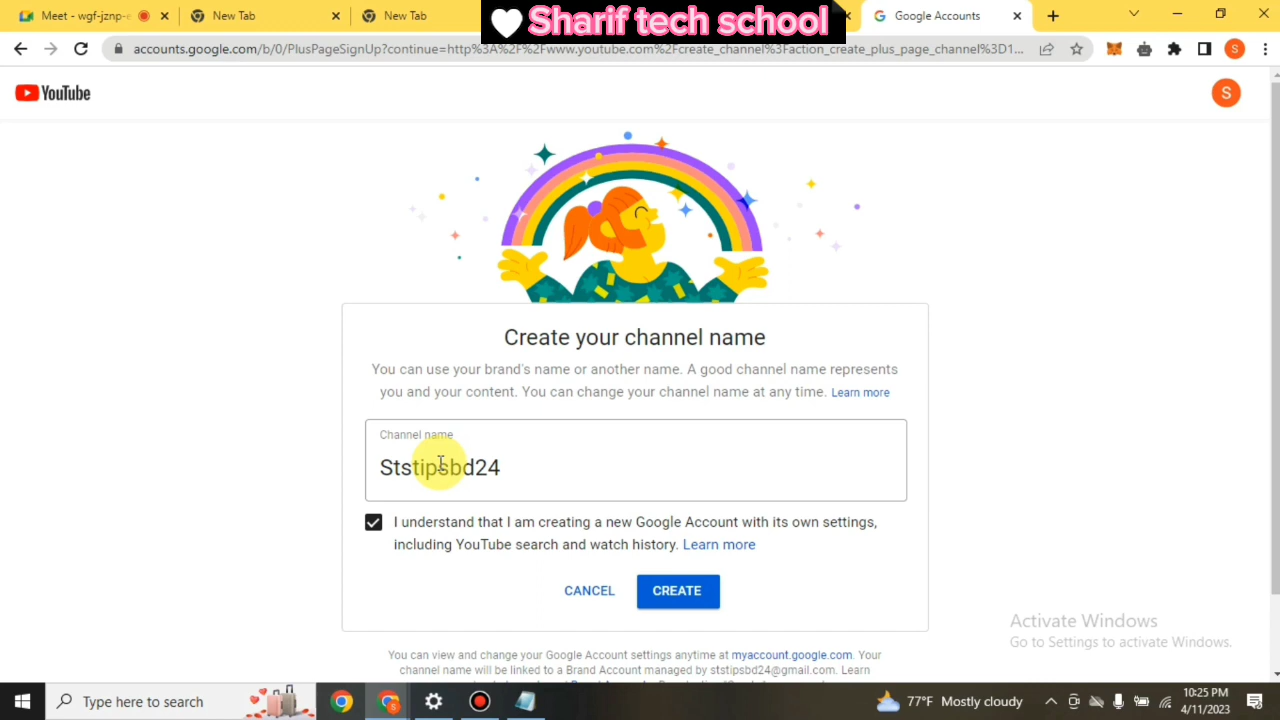 Meet - wgf-jznp-
New Tab
New Tab
Sharif tech school
Google Accounts
accounts.google.com/b/0/PlusPageSignUp?continue=http%3A%2F%2Fwww.youtube.com%2Fcreate_channel%3Faction_create_plus_page_channel%3D1...
S
YouTube
S
Create your channel name
You can use your brand's name or another name. A good channel name represents
you and your content. You can change your channel name at any time. Learn more
Channel name
Ststipsbd24
I understand that I am creating a new Google Account with its own settings,
including YouTube search and watch history. Learn more
CANCEL
CREATE
Activate Windows
Go to Settings to activate Windows.
You can view and change your Google Account settings anytime at myaccount.google.com. Your
channel name will be linked to a Brand Account managed by ststipsbd24@gmail.com. Learn
Type here to search
S
77°F Mostly cloudy
10:25 PM
4/11/2023